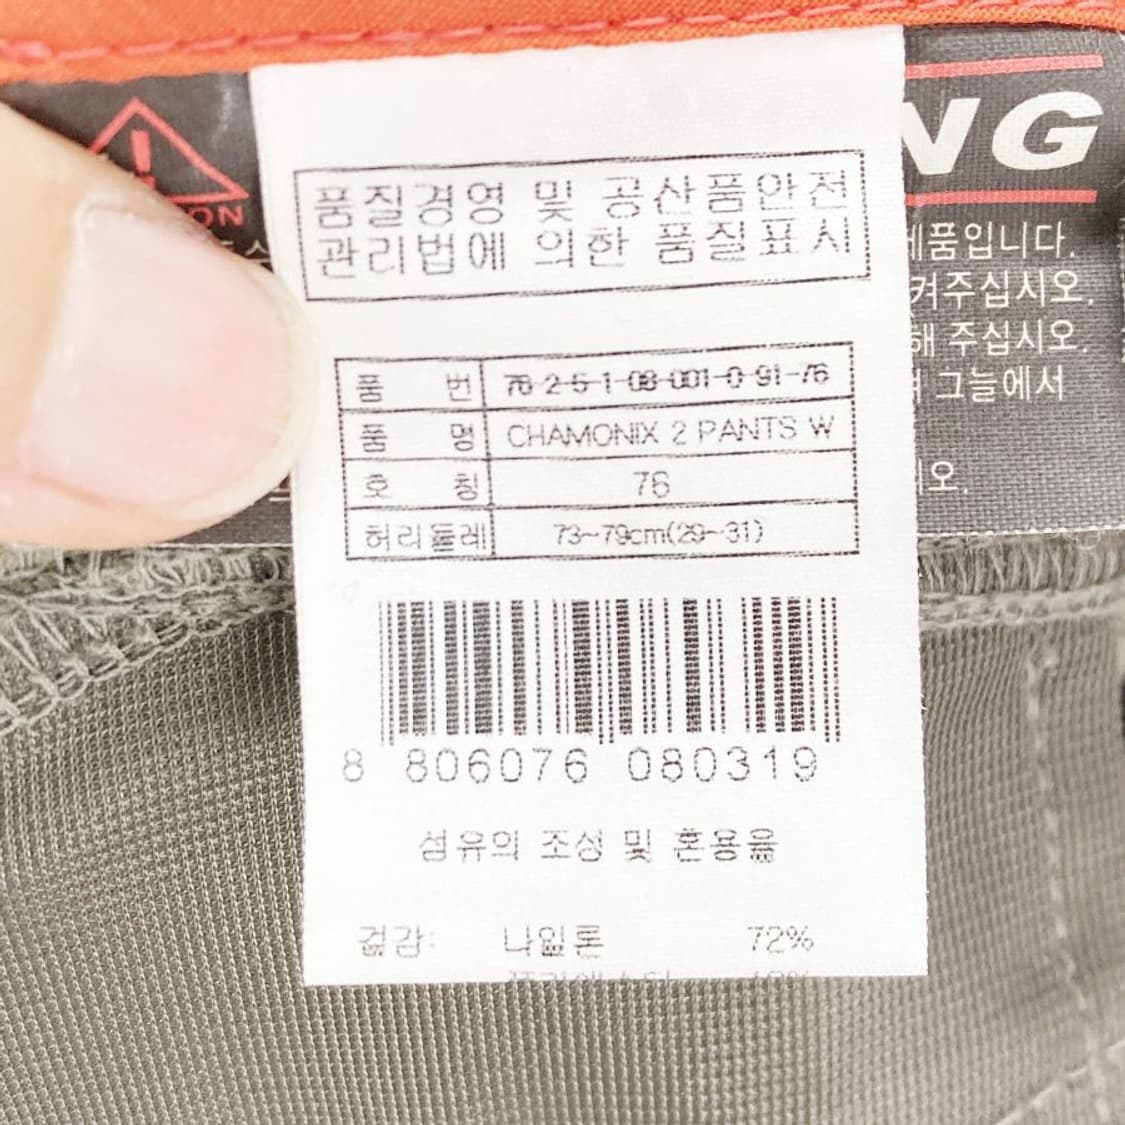 품질경영 및 공산품안전
관리법에 의한 품질표시
품 번 76-2-5-1-08-001-0-91-76
품 명 CHAMONIX 2 PANTS W
호 칭 76
허리둘레 73~79cm(29~31)
8 806076 080319
섬유의 조성 및 혼용율
겉감: 나일론 72%
NG
제품입니다.
켜주십시오.
해 주십시오.
그늘에서
시오.